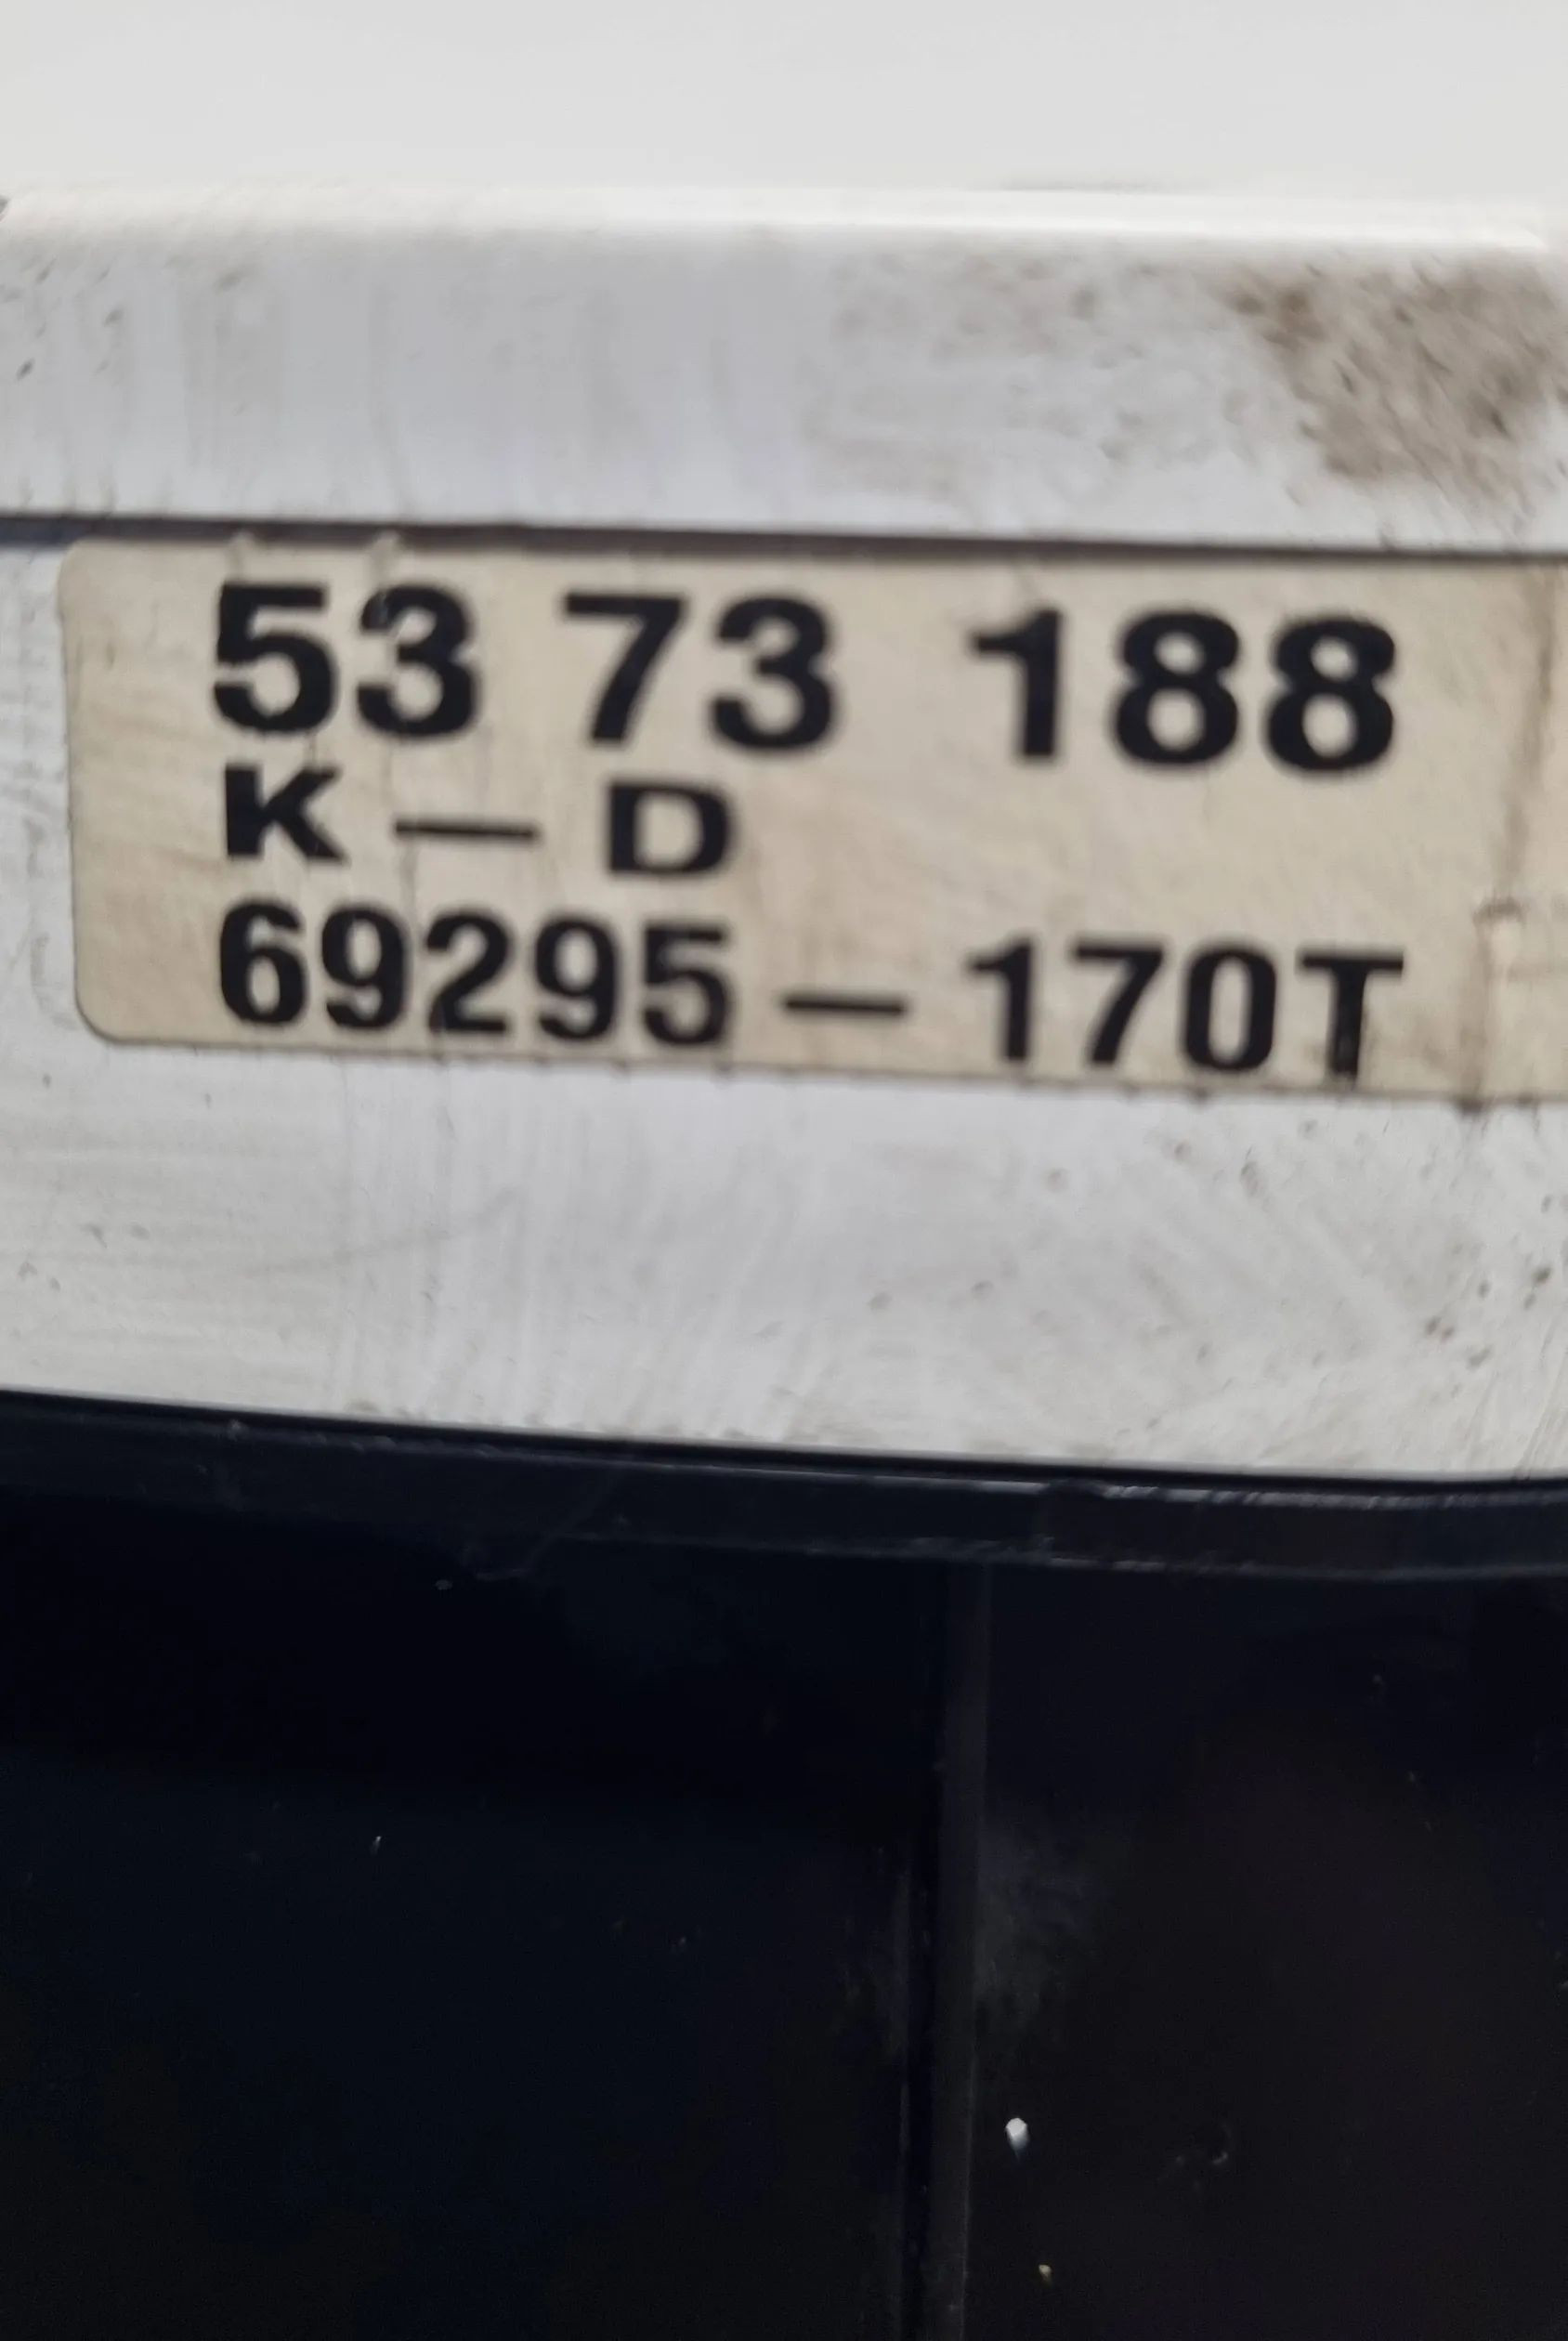 53 73 188
K – D
69295 – 170T